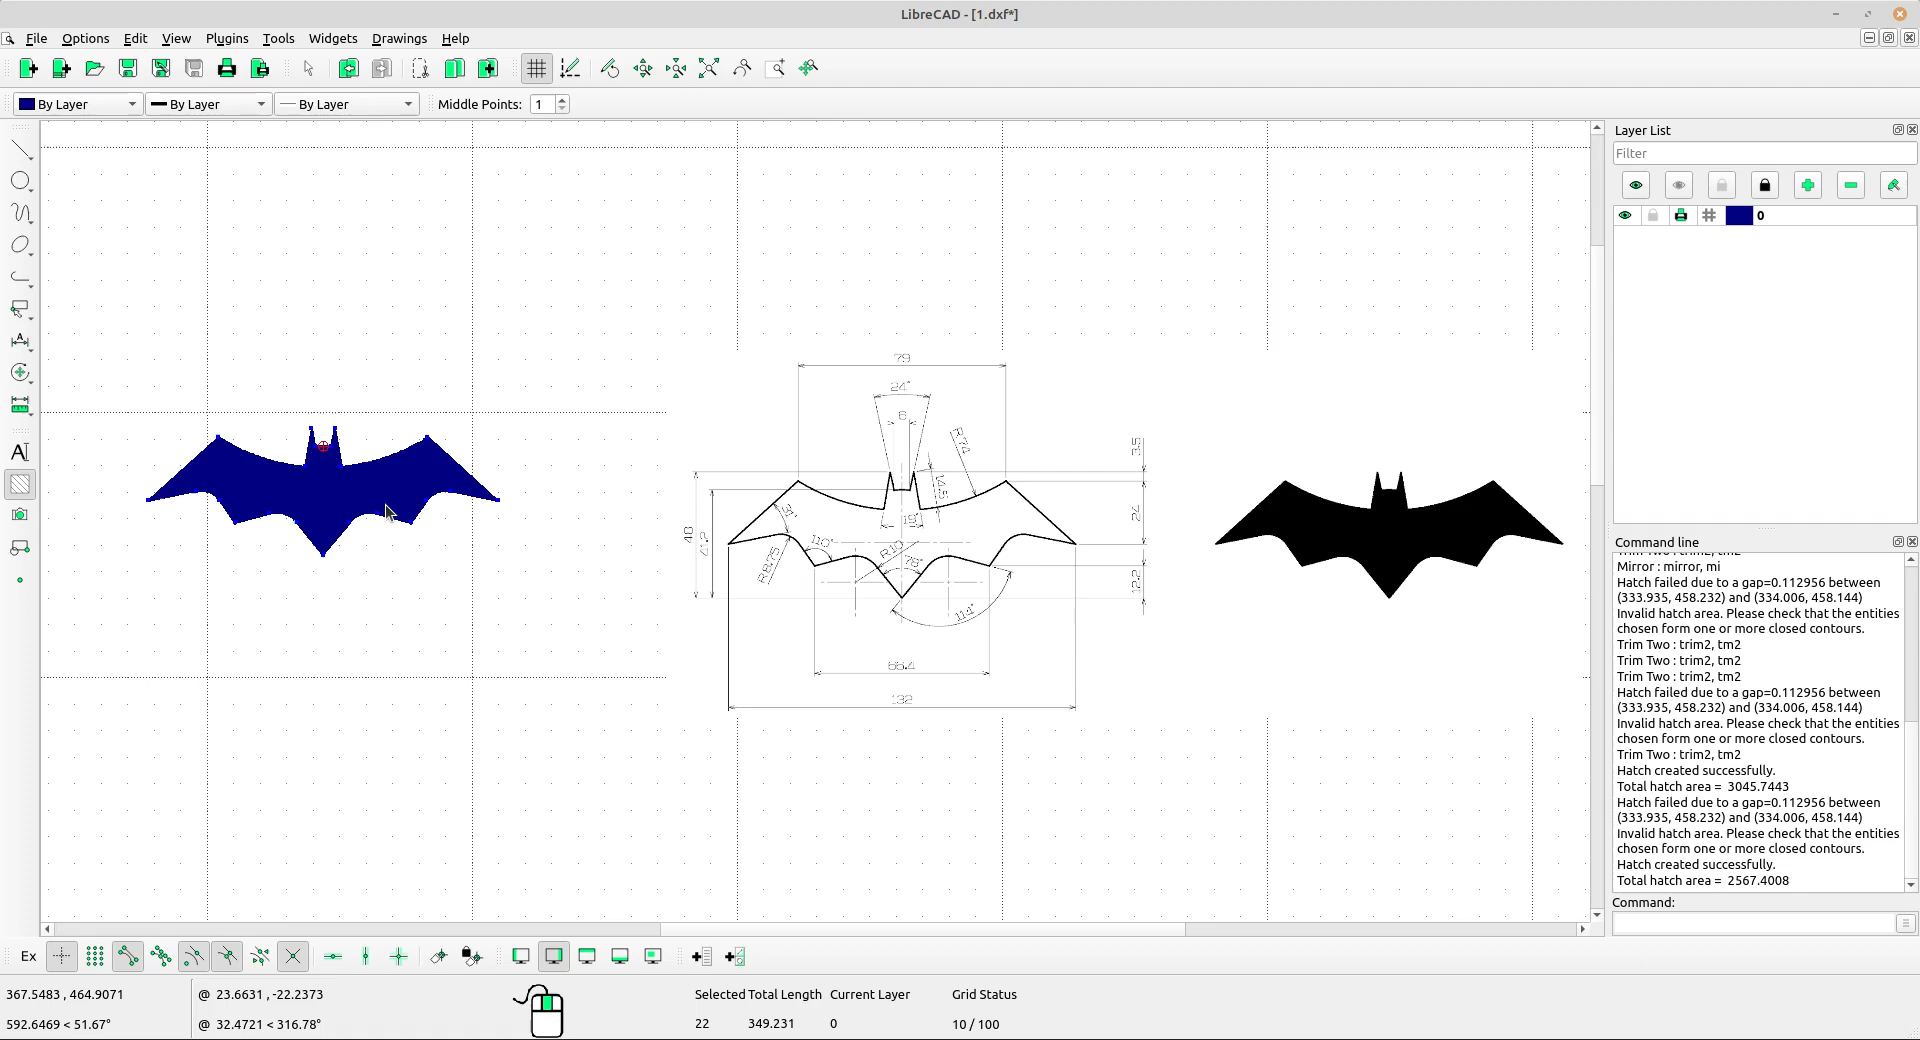 LibreCAD - [1.dxf*]
File Options Edit View Plugins Tools Widgets Drawings Help
By Layer By Layer By Layer Middle Points: 1
Layer List
Filter
0
79
24°
6
R74
3.5
14.5
24
48
41.2
19°
110°
R10
R8.75
78°
12.2
114°
66.4
132
Command line
Mirror : mirror, mi
Hatch failed due to a gap=0.112956 between
(333.935, 458.232) and (334.006, 458.144)
Invalid hatch area. Please check that the entities
chosen form one or more closed contours.
Trim Two : trim2, tm2
Trim Two : trim2, tm2
Trim Two : trim2, tm2
Hatch failed due to a gap=0.112956 between
(333.935, 458.232) and (334.006, 458.144)
Invalid hatch area. Please check that the entities
chosen form one or more closed contours.
Trim Two : trim2, tm2
Hatch created successfully.
Total hatch area = 3045.7443
Hatch failed due to a gap=0.112956 between
(333.935, 458.232) and (334.006, 458.144)
Invalid hatch area. Please check that the entities
chosen form one or more closed contours.
Hatch created successfully.
Total hatch area = 2567.4008
Command:
Ex
367.5483 , 464.9071 @ 23.6631 , -22.2373 Selected Total Length Current Layer Grid Status
592.6469 < 51.67° @ 32.4721 < 316.78° 22 349.231 0 10 / 100